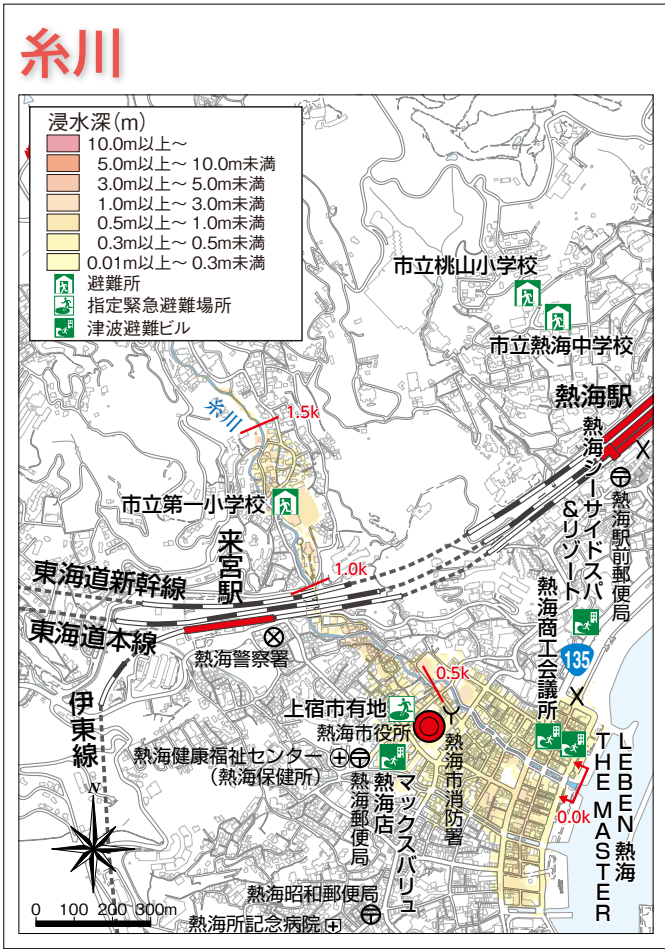 糸川
浸水深(m)
10.0m以上〜
5.0m以上〜10.0m未満
3.0m以上〜5.0m未満
1.0m以上〜3.0m未満
0.5m以上〜1.0m未満
0.3m以上〜0.5m未満
0.01m以上〜0.3m未満
避難所
指定緊急避難場所
津波避難ビル
市立桃山小学校
市立熱海中学校
熱海駅
糸川
1.5k
熱海シーサイドスパ
&リゾート
熱海駅前郵便局
市立第一小学校
来宮駅
1.0k
東海道新幹線
東海道本線
熱海警察署
熱海商工会議所
135
0.5k
伊東線
上宿市有地
熱海市役所
熱海市消防署
熱海健康福祉センター
(熱海保健所)
熱海郵便局
マックスバリュ
熱海店
LEBEN 熱海
THE MASTER
0.0k
N
熱海昭和郵便局
熱海所記念病院
0 100 200 300m